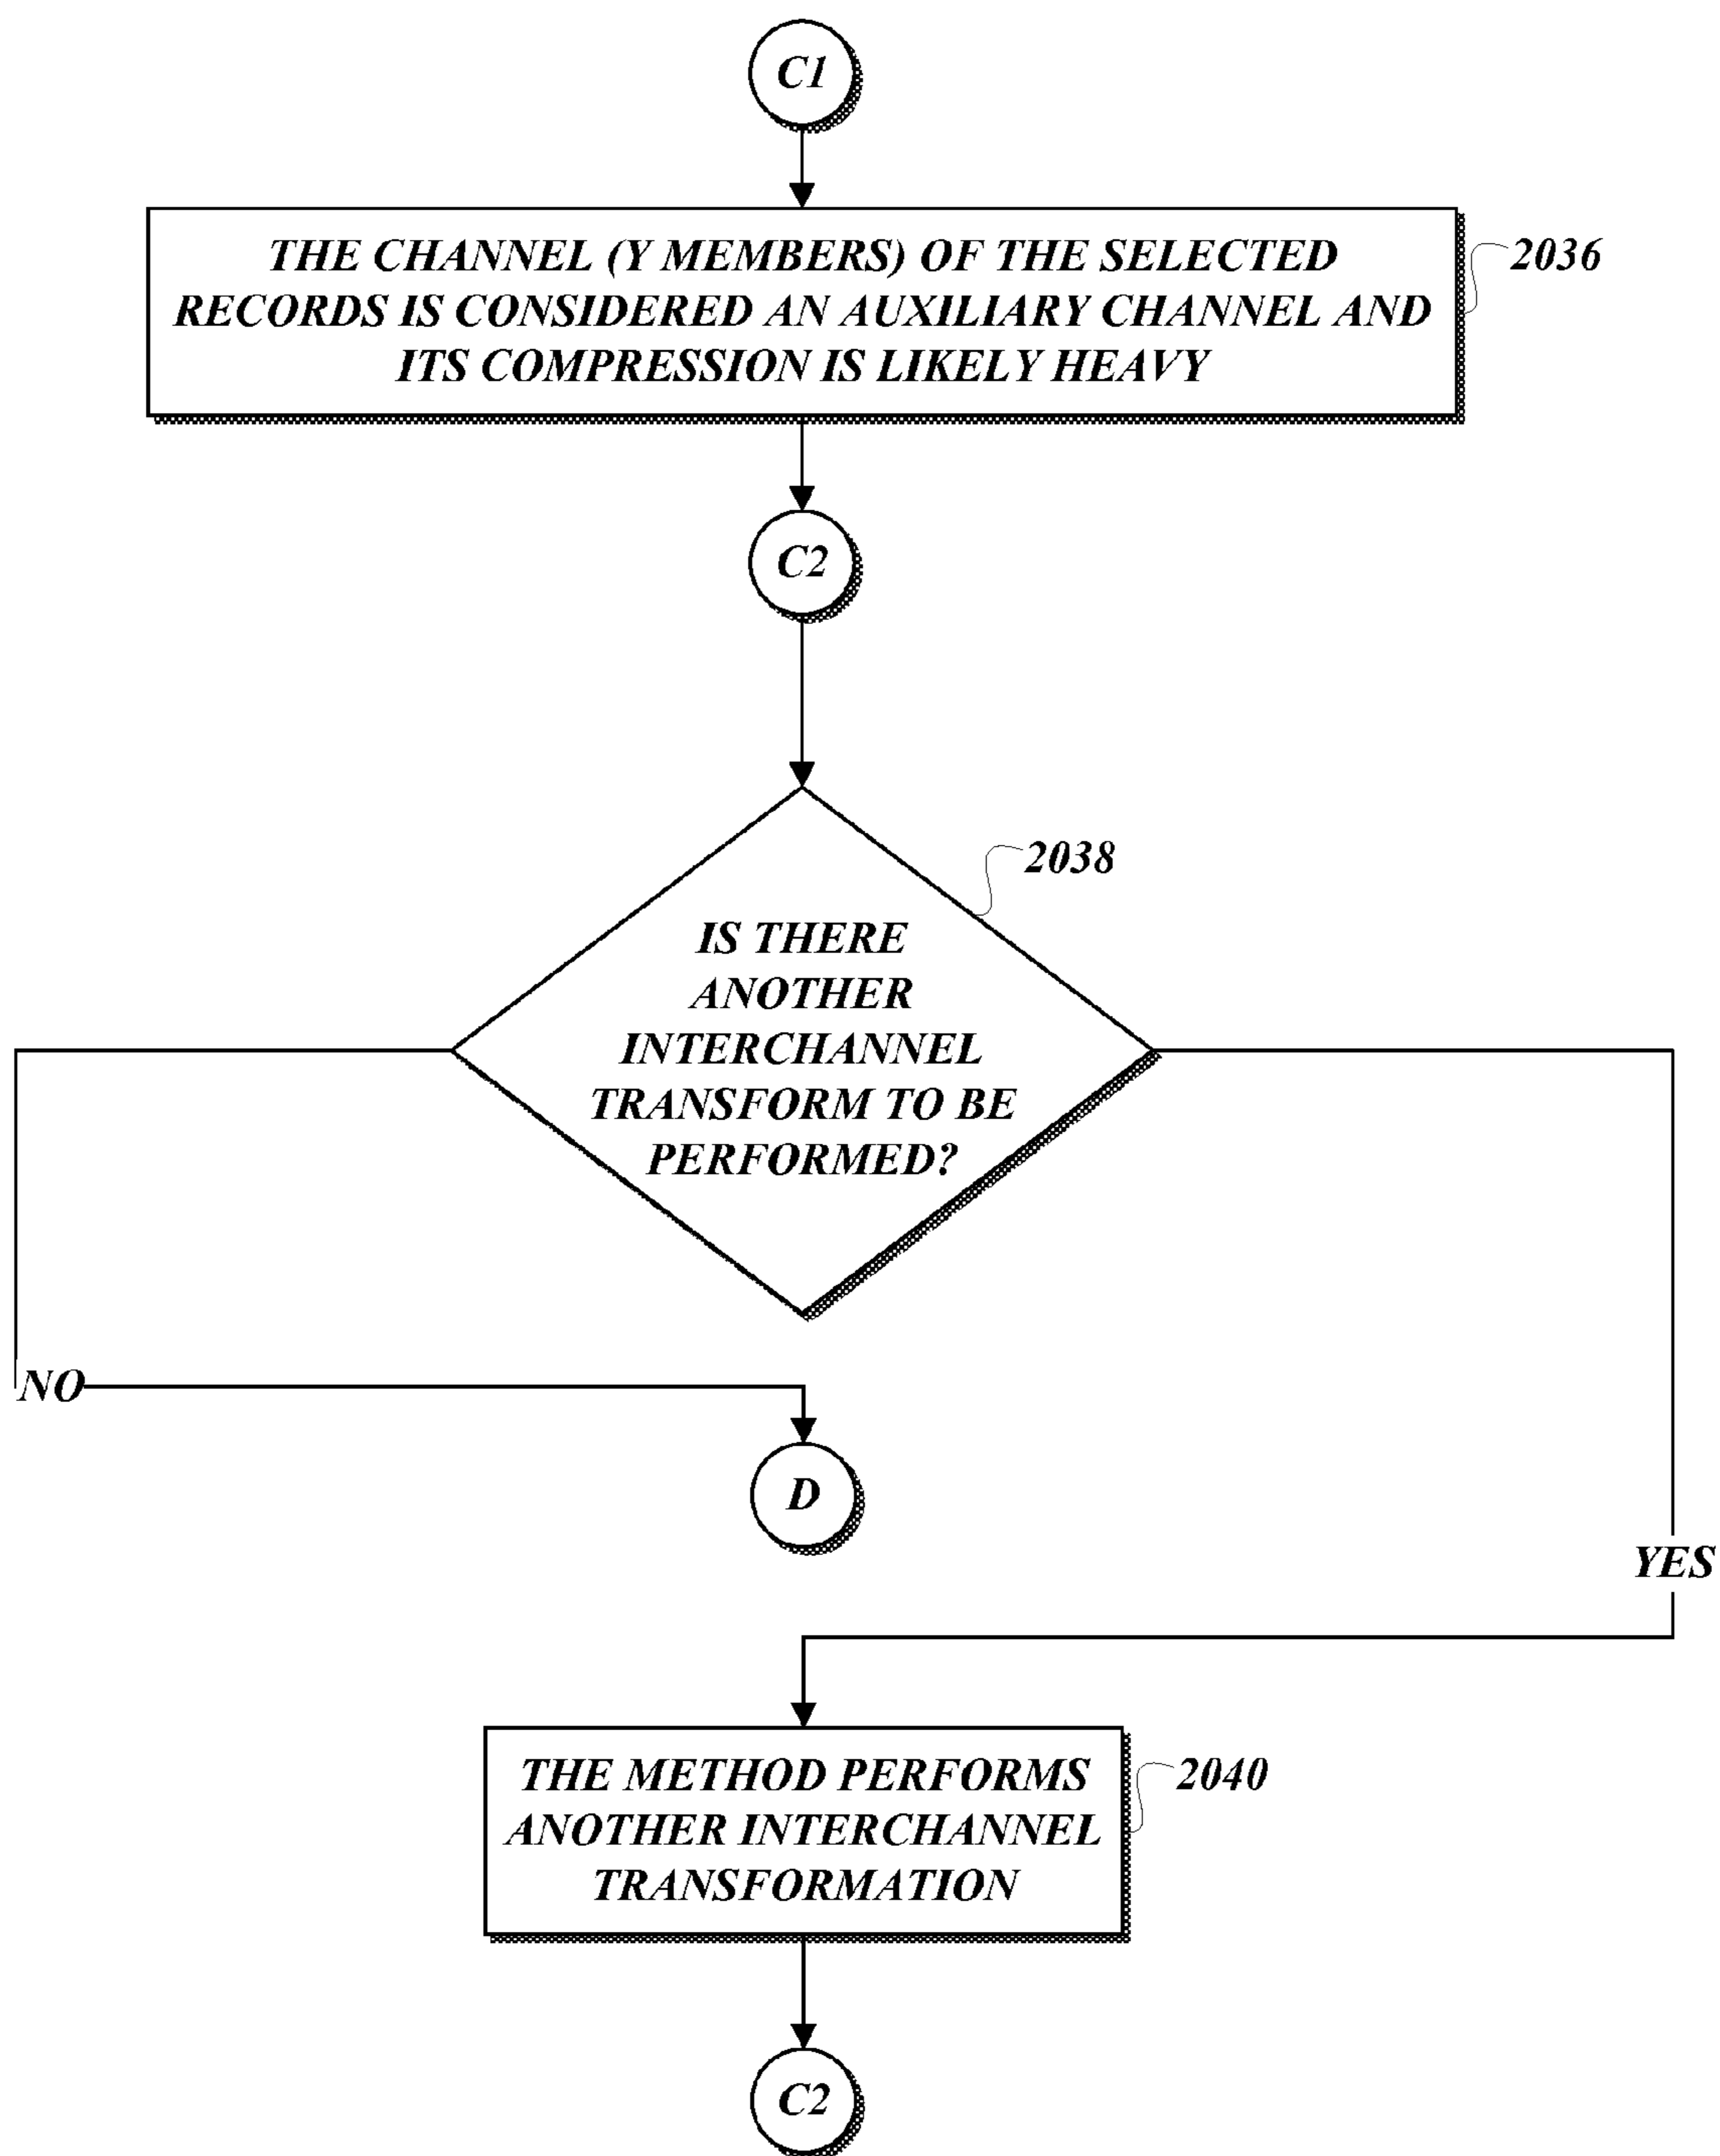 C1
THE CHANNEL (Y MEMBERS) OF THE SELECTED
RECORDS IS CONSIDERED AN AUXILIARY CHANNEL AND
ITS COMPRESSION IS LIKELY HEAVY
2036
C2
2038
IS THERE
ANOTHER
INTERCHANNEL
TRANSFORM TO BE
PERFORMED?
NO
D
YES
THE METHOD PERFORMS
ANOTHER INTERCHANNEL
TRANSFORMATION
2040
C2